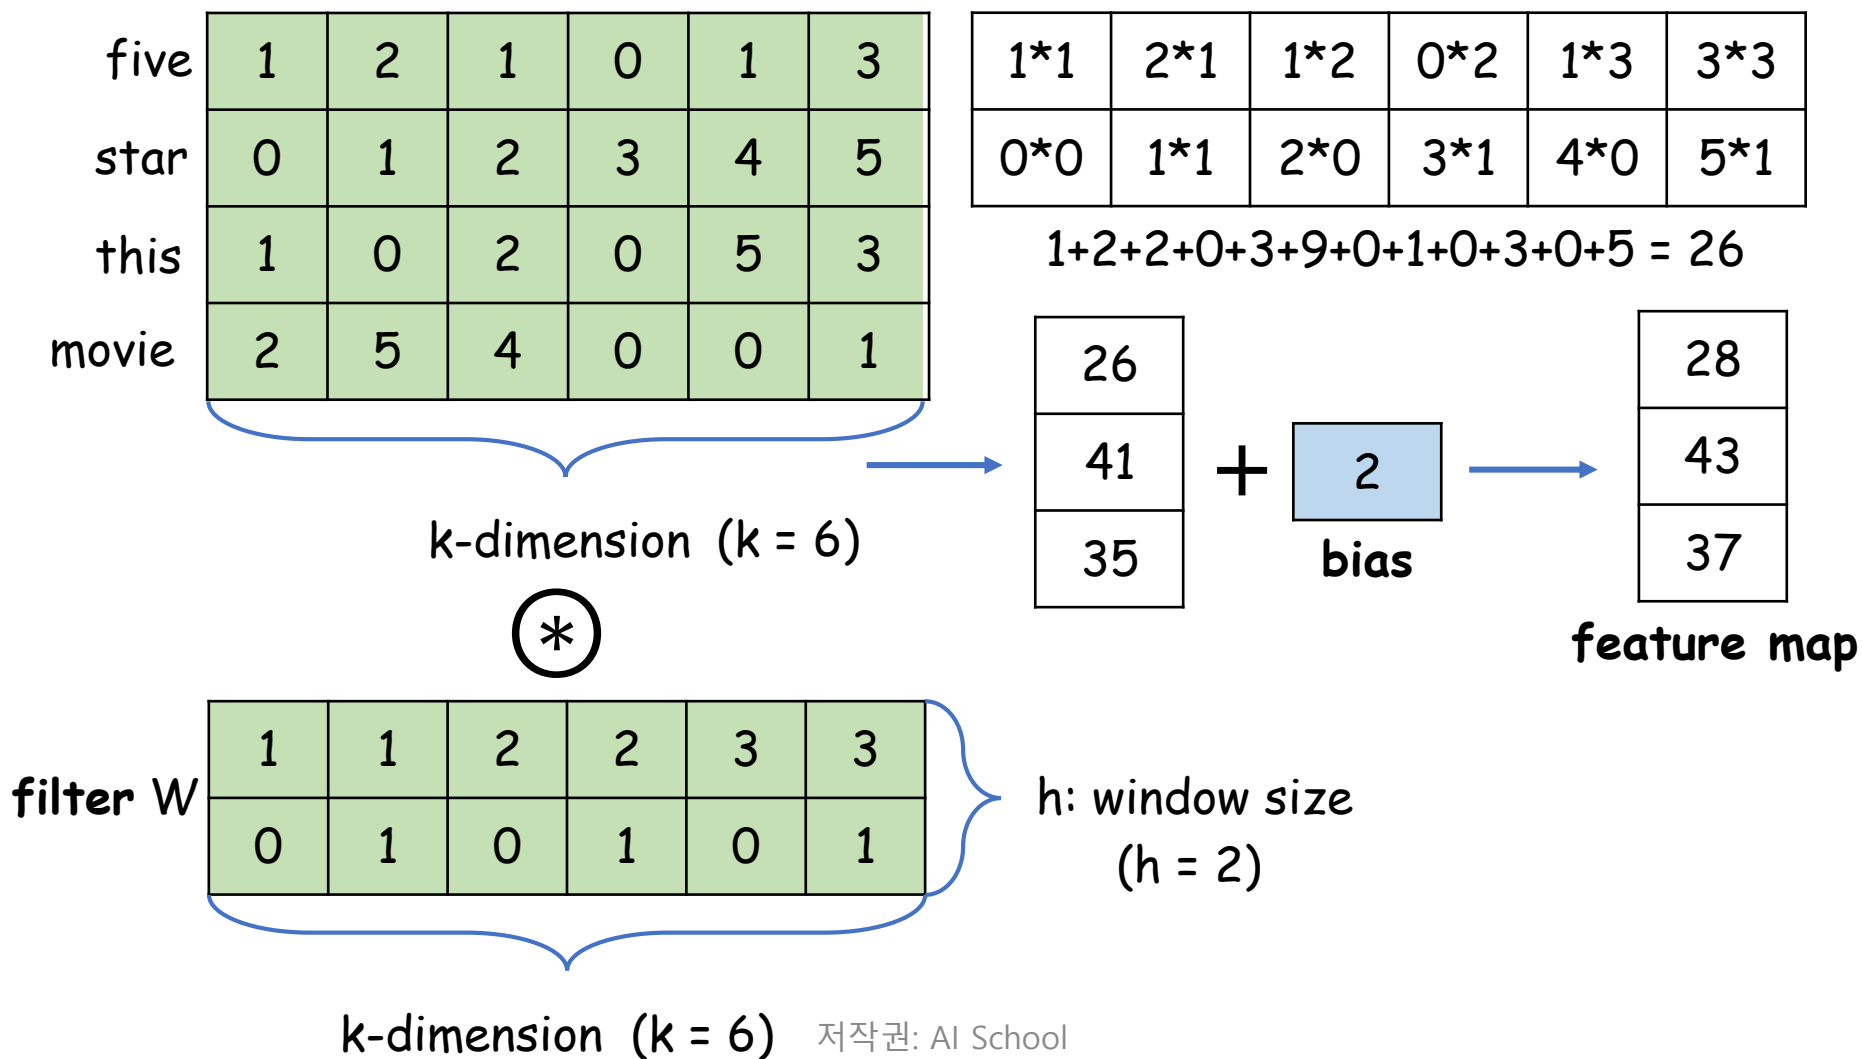 five 1 2 1 0 1 3
star 0 1 2 3 4 5
this 1 0 2 0 5 3
movie 2 5 4 0 0 1
k-dimension (k = 6)
*
filter W
1 1 2 2 3 3
0 1 0 1 0 1
h: window size
(h = 2)
k-dimension (k = 6)
1*1 2*1 1*2 0*2 1*3 3*3
0*0 1*1 2*0 3*1 4*0 5*1
1+2+2+0+3+9+0+1+0+3+0+5 = 26
26
41
35
+
2
bias
28
43
37
feature map
저작권: AI School